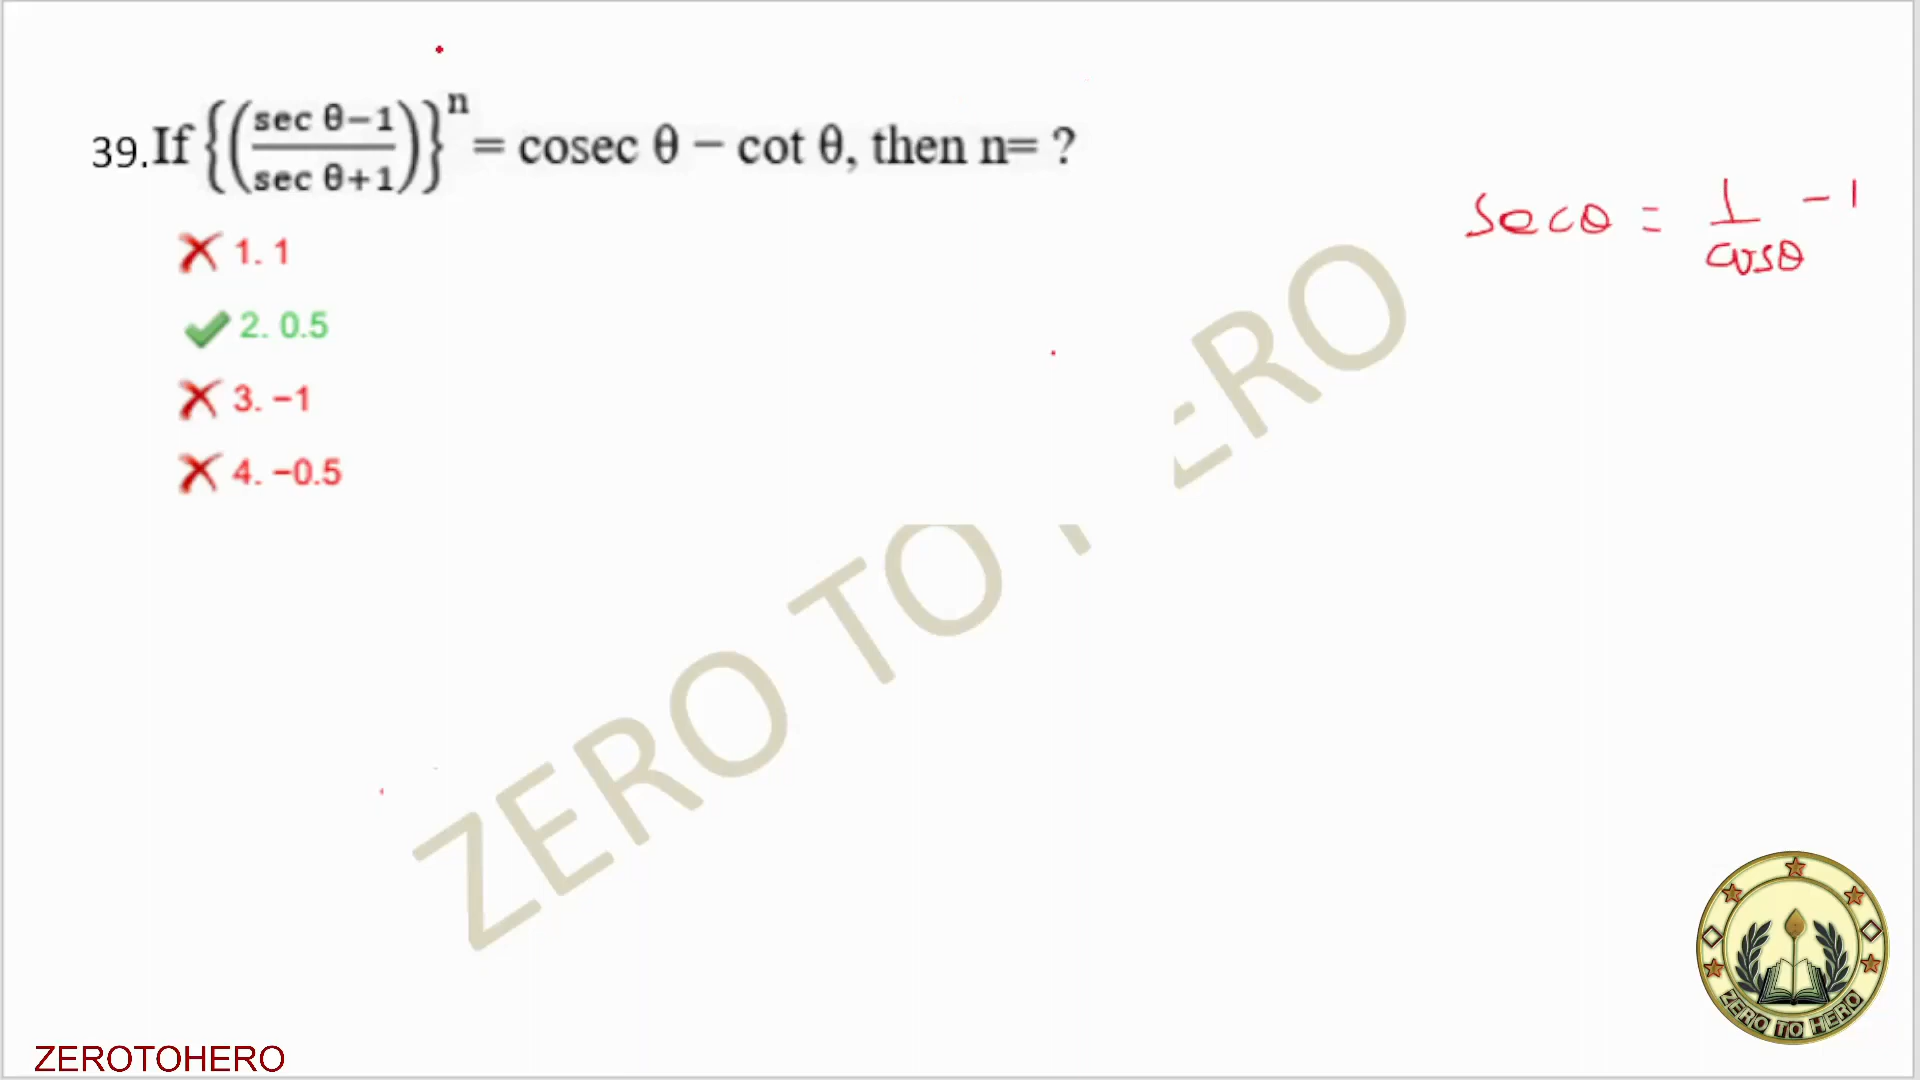 39. If {(sec θ−1 / sec θ+1)}^n = cosec θ − cot θ, then n= ?
1. 1
2. 0.5
3. −1
4. −0.5
secθ = 1/cosθ −1
ZERO TO ERO
ZERO TO HERO
ZEROTOHERO